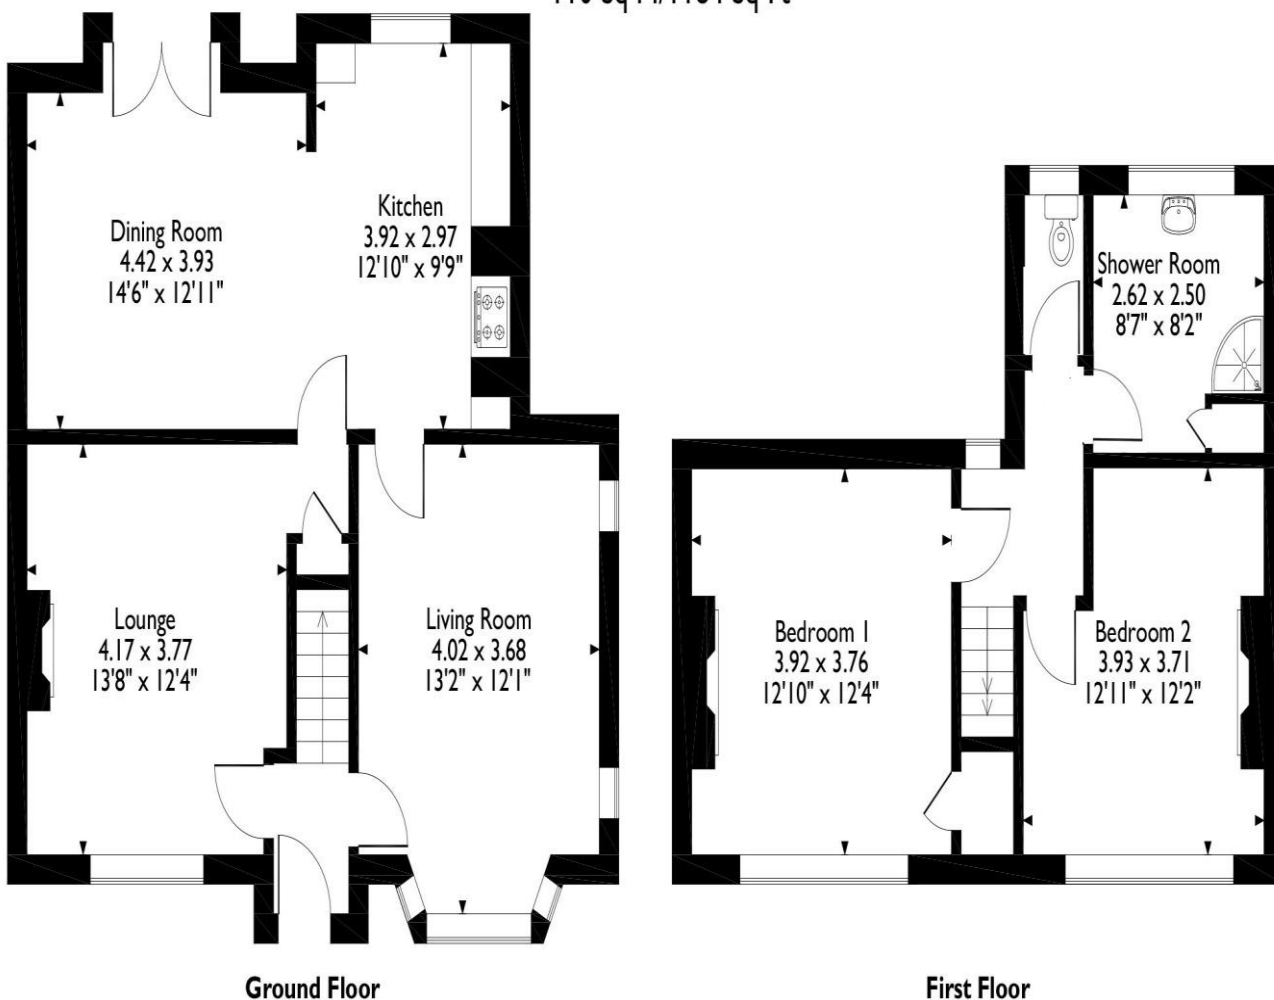 Kitchen
3.92 x 2.97
12'10" x 9'9"
Dining Room
4.42 x 3.93
14'6" x 12'11"
Shower Room
2.62 x 2.50
8'7" x 8'2"
Lounge
4.17 x 3.77
13'8" x 12'4"
Living Room
4.02 x 3.68
13'2" x 12'1"
Bedroom 1
3.92 x 3.76
12'10" x 12'4"
Bedroom 2
3.93 x 3.71
12'11" x 12'2"
Ground Floor
First Floor